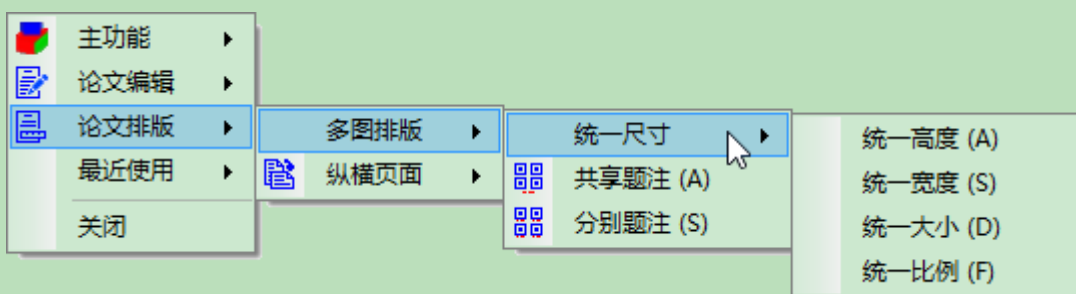 主功能
论文编辑
论文排版
最近使用
关闭
多图排版
纵横页面
统一尺寸
共享题注 (A)
分别题注 (S)
统一高度 (A)
统一宽度 (S)
统一大小 (D)
统一比例 (F)